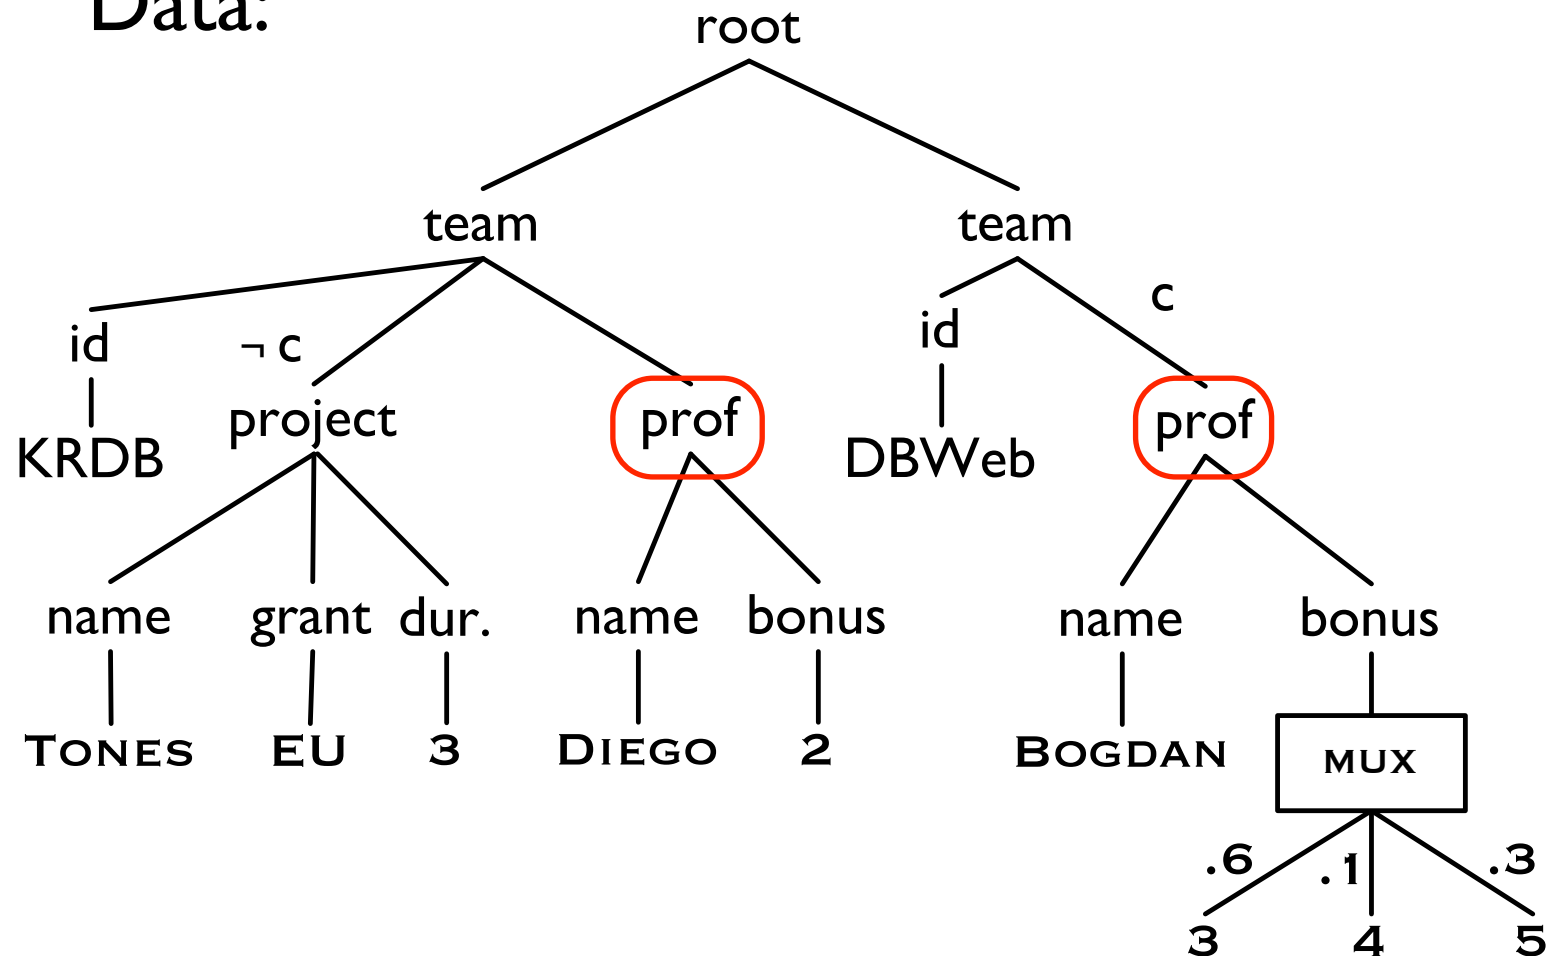 Data:
root
team team
id ¬ c project prof id c prof
KRDB DBWeb
name grant dur. name bonus name bonus
TONES EU 3 DIEGO 2 BOGDAN MUX
.6 .1 .3
3 4 5